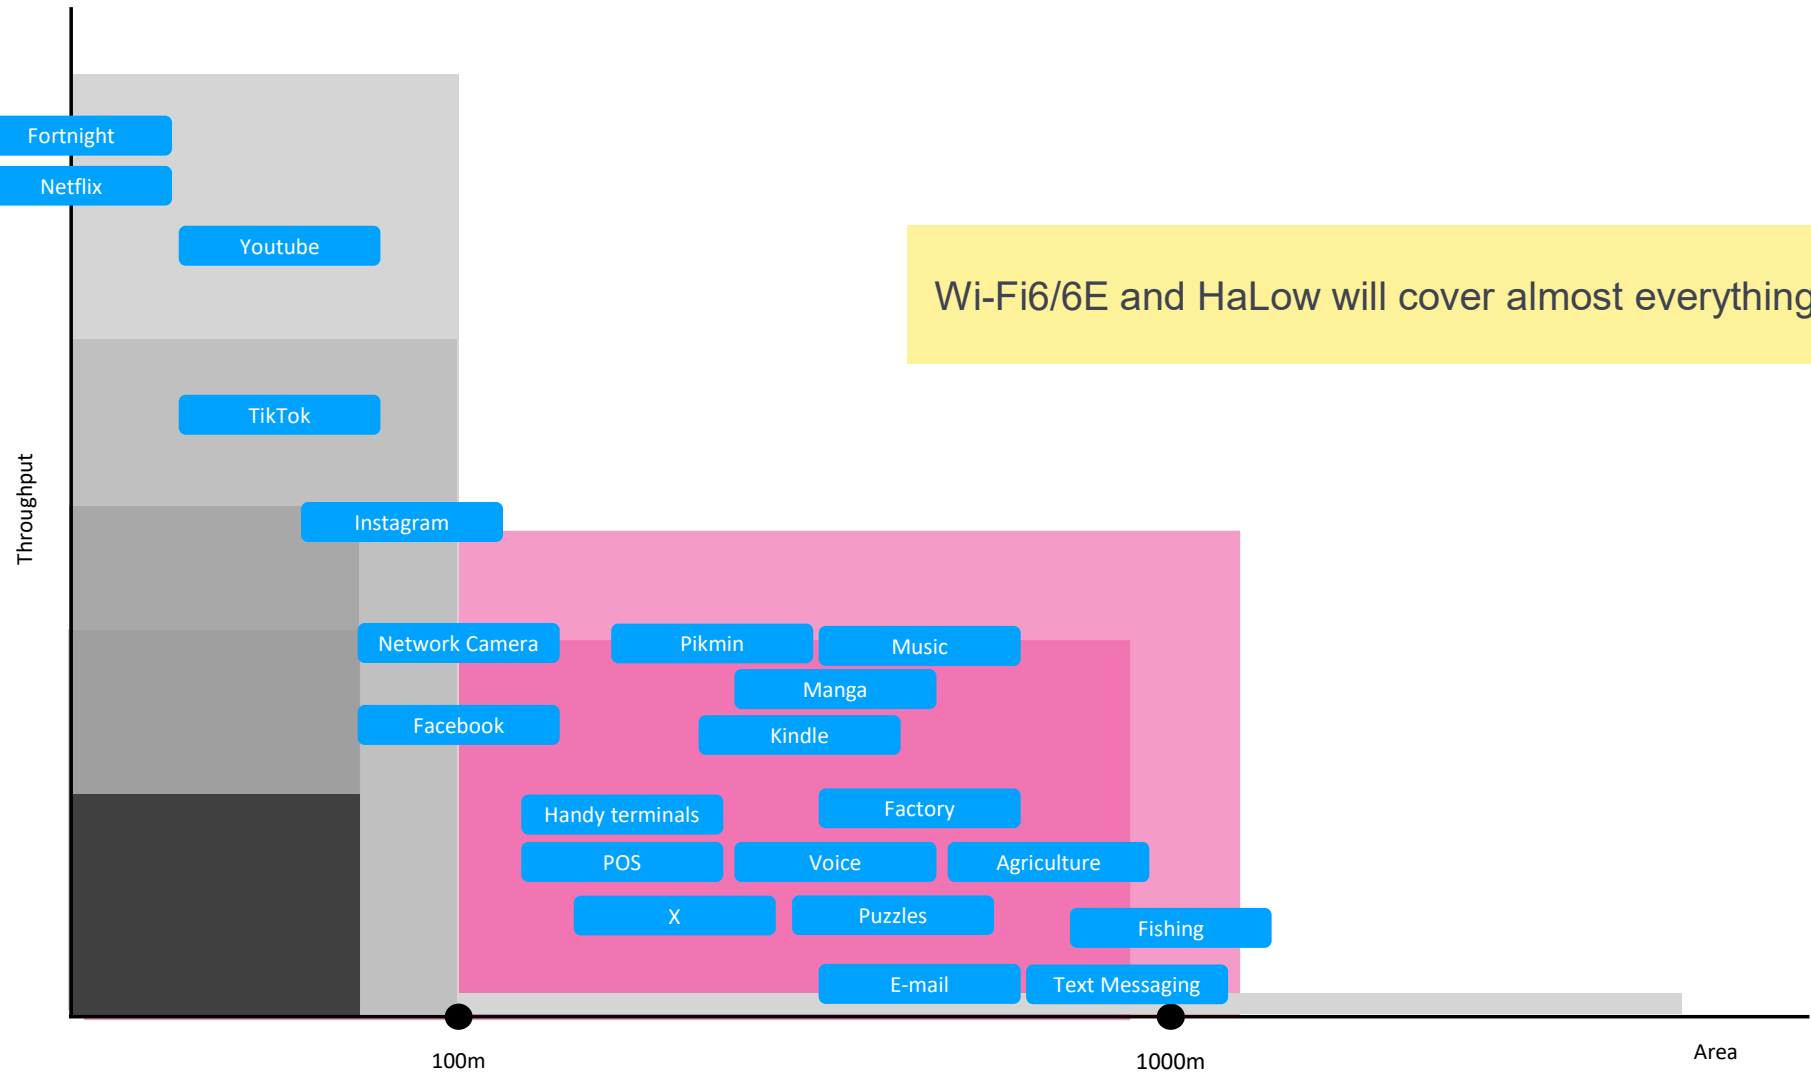 Fortnight
Netflix
Youtube
Wi-Fi6/6E and HaLow will cover almost everything
TikTok
Throughput
Instagram
Network Camera
Pikmin
Music
Manga
Facebook
Kindle
Handy terminals
Factory
POS
Voice
Agriculture
X
Puzzles
Fishing
E-mail
Text Messaging
100m
1000m
Area